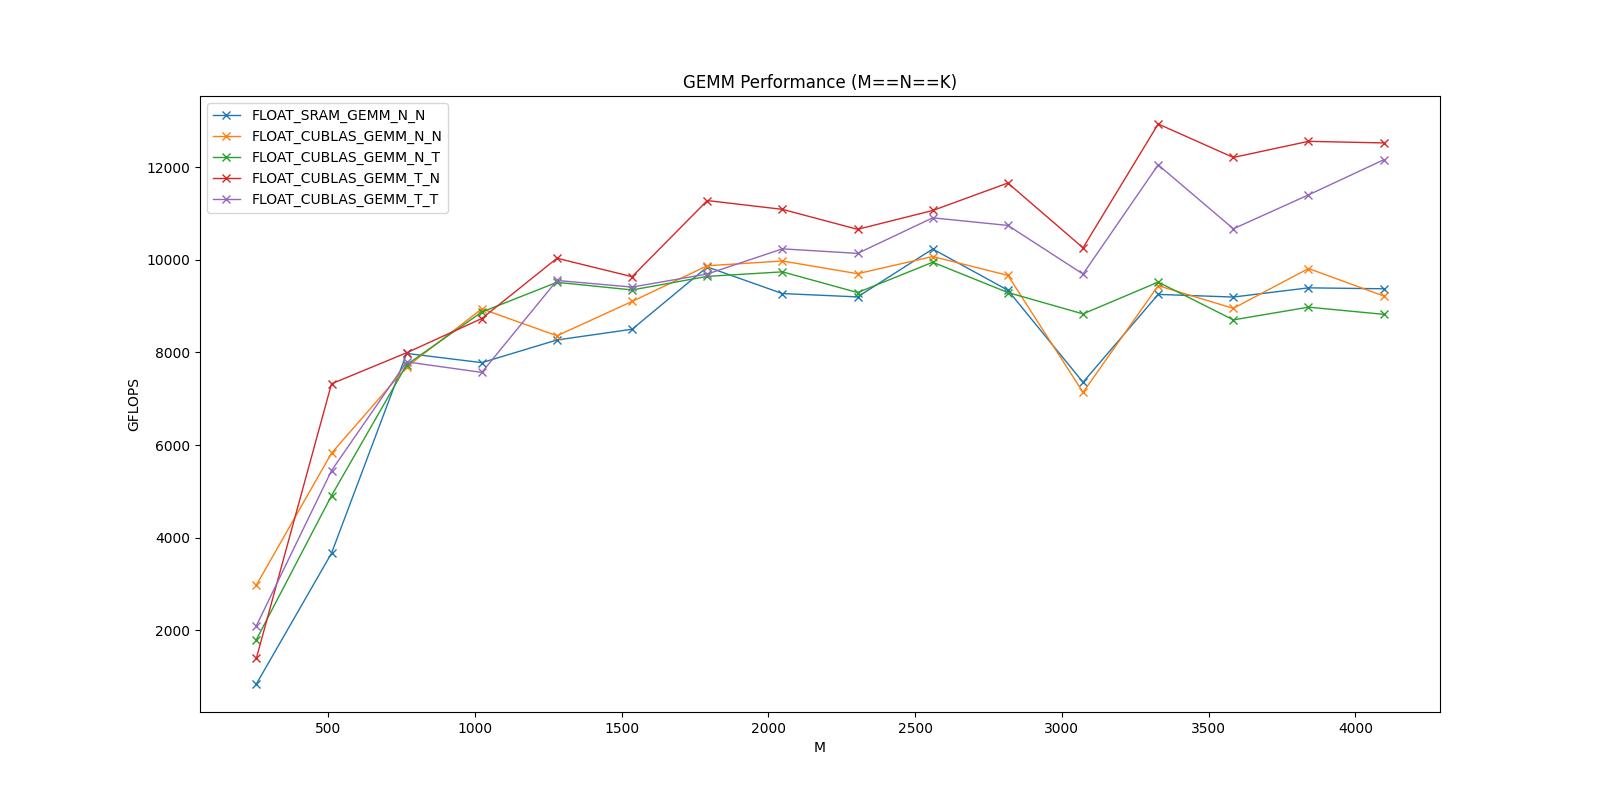 GEMM Performance (M==N==K)
FLOAT_SRAM_GEMM_N_N
FLOAT_CUBLAS_GEMM_N_N
FLOAT_CUBLAS_GEMM_N_T
FLOAT_CUBLAS_GEMM_T_N
FLOAT_CUBLAS_GEMM_T_T
12000
10000
8000
6000
4000
2000
GFLOPS
500 1000 1500 2000 2500 3000 3500 4000
M